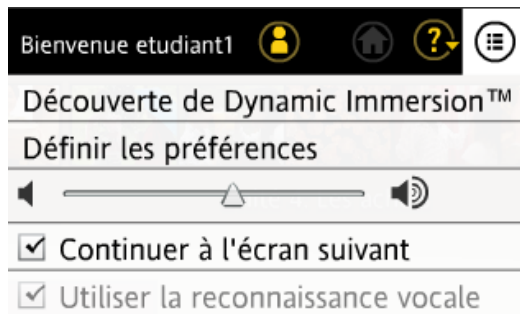 Bienvenue etudiant1
Découverte de Dynamic Immersion™
Définir les préférences
Continuer à l'écran suivant
Utiliser la reconnaissance vocale